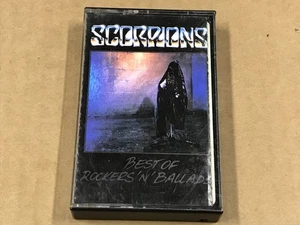 SCORPIONS
BEST OF
ROCKERS 'N' BALLADS